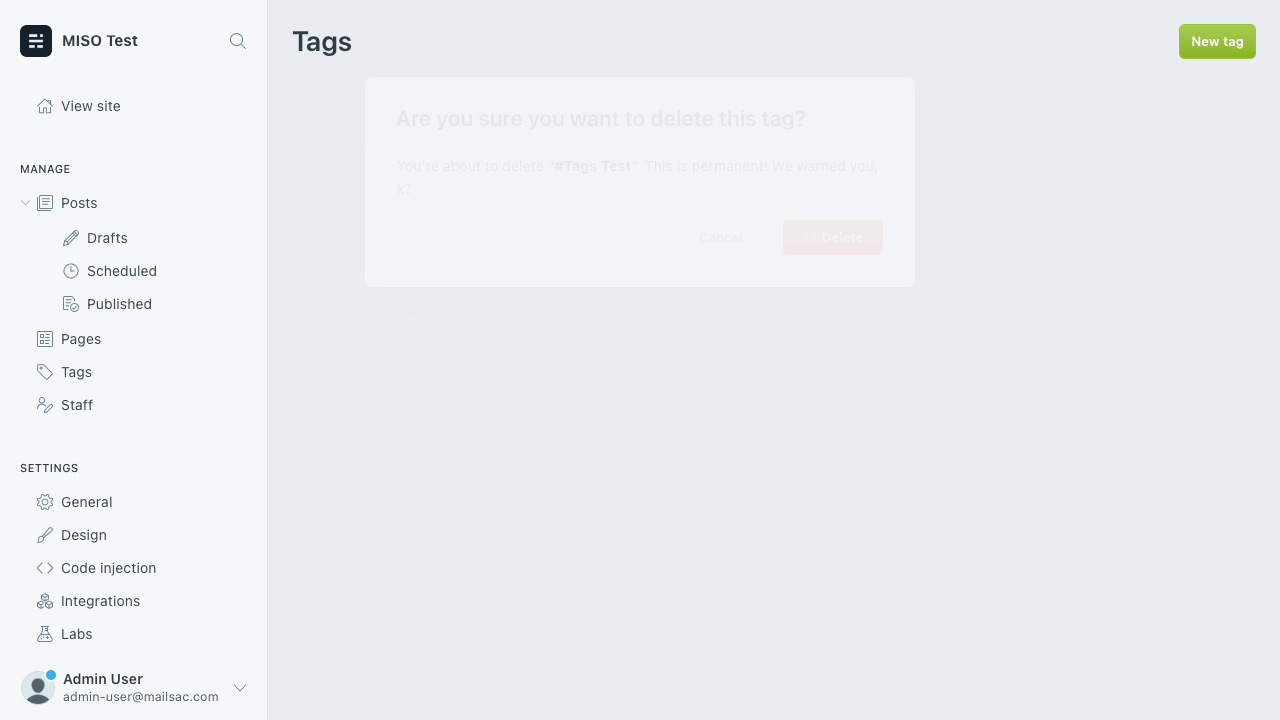 MISO Test
View site
MANAGE
Posts
Drafts
Scheduled
Published
Pages
Tags
Staff
SETTINGS
General
Design
Code injection
Integrations
Labs
Admin User
admin-user@mailsac.com
Tags
New tag
Are you sure you want to delete this tag?
You're about to delete "#Tags Test". This is permanent! We warned you,
k?
Cancel
Delete